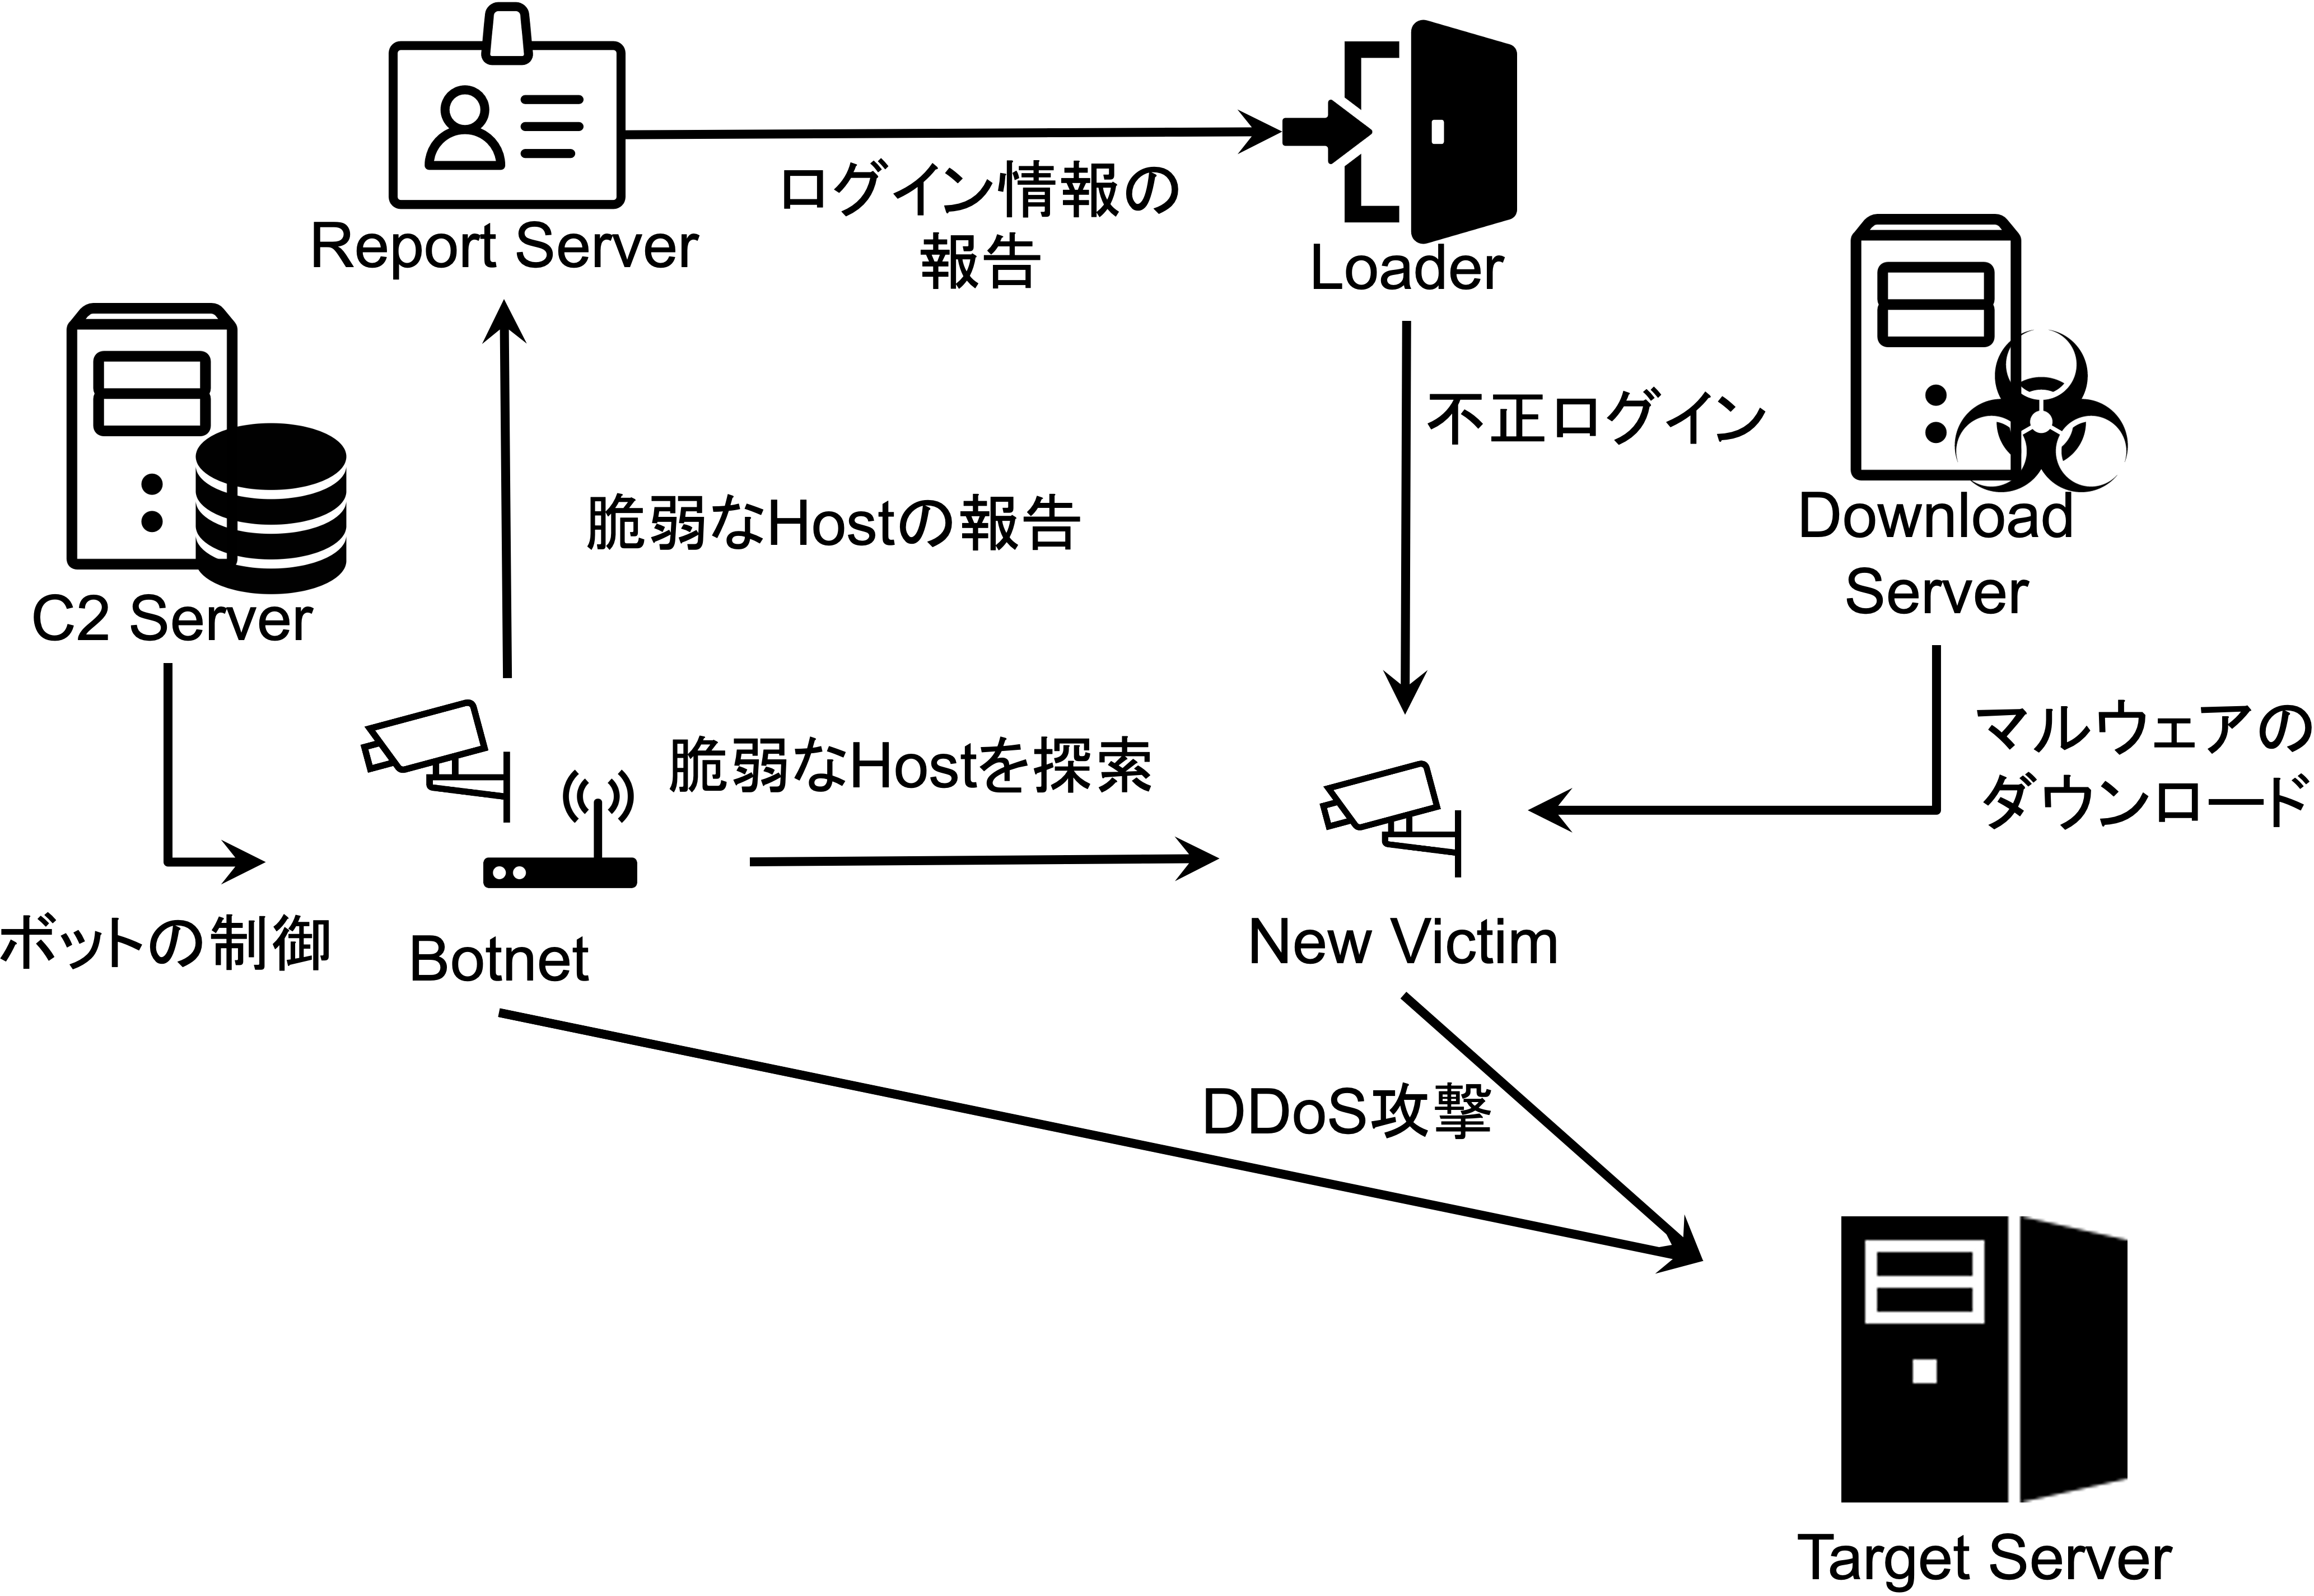 Report Server
ログイン情報の
報告
Loader
不正ログイン
Download
Server
C2 Server
脆弱なHostの報告
マルウェアの
ダウンロード
脆弱なHostを探索
ボットの制御
Botnet
New Victim
DDoS攻撃
Target Server